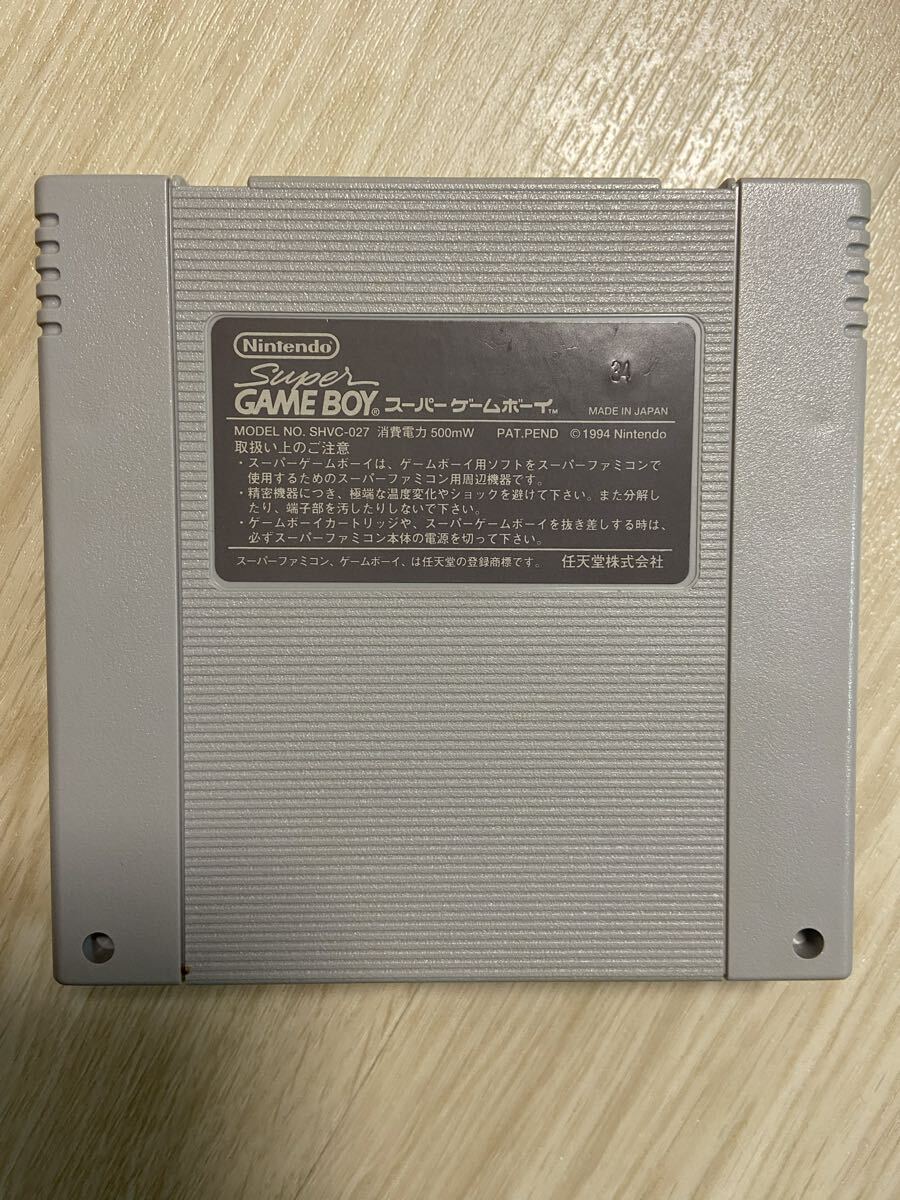 Nintendo
Super
GAME BOY® スーパーゲームボーイ™ MADE IN JAPAN
MODEL NO. SHVC-027 消費電力 500mW PAT.PEND ©1994 Nintendo
取扱い上のご注意
・スーパーゲームボーイは、ゲームボーイ用ソフトをスーパーファミコンで
使用するためのスーパーファミコン用周辺機器です。
・精密機器につき、極端な温度変化やショックを避けて下さい。また分解し
たり、端子部を汚したりしないで下さい。
・ゲームボーイカートリッジや、スーパーゲームボーイを抜き差しする時は、
必ずスーパーファミコン本体の電源を切って下さい。
スーパーファミコン、ゲームボーイ、は任天堂の登録商標です。 任天堂株式会社